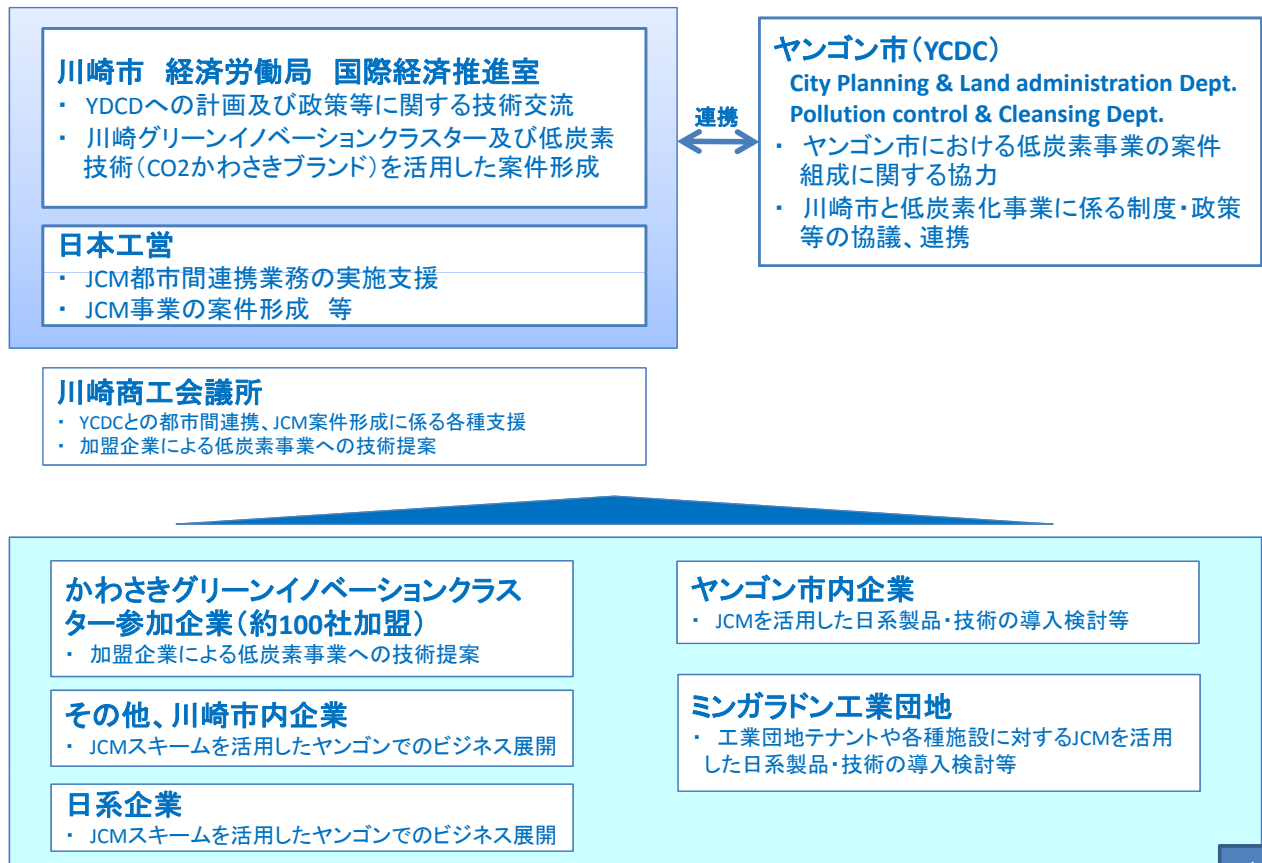 川崎市　経済労働局　国際経済推進室
・ YDCDへの計画及び政策等に関する技術交流
・ 川崎グリーンイノベーションクラスター及び低炭素
技術（CO2かわさきブランド）を活用した案件形成
日本工営
・ JCM都市間連携業務の実施支援
・ JCM事業の案件形成　等
連携
ヤンゴン市（YCDC）
City Planning & Land administration Dept.
Pollution control & Cleansing Dept.
・ ヤンゴン市における低炭素事業の案件
組成に関する協力
・ 川崎市と低炭素化事業に係る制度・政策
等の協議、連携
川崎商工会議所
・ YCDCとの都市間連携、JCM案件形成に係る各種支援
・ 加盟企業による低炭素事業への技術提案
かわさきグリーンイノベーションクラス
ター参加企業（約100社加盟）
・ 加盟企業による低炭素事業への技術提案
その他、川崎市内企業
・ JCMスキームを活用したヤンゴンでのビジネス展開
日系企業
・ JCMスキームを活用したヤンゴンでのビジネス展開
ヤンゴン市内企業
・ JCMを活用した日系製品・技術の導入検討等
ミンガラドン工業団地
・ 工業団地テナントや各種施設に対するJCMを活用
した日系製品・技術の導入検討等